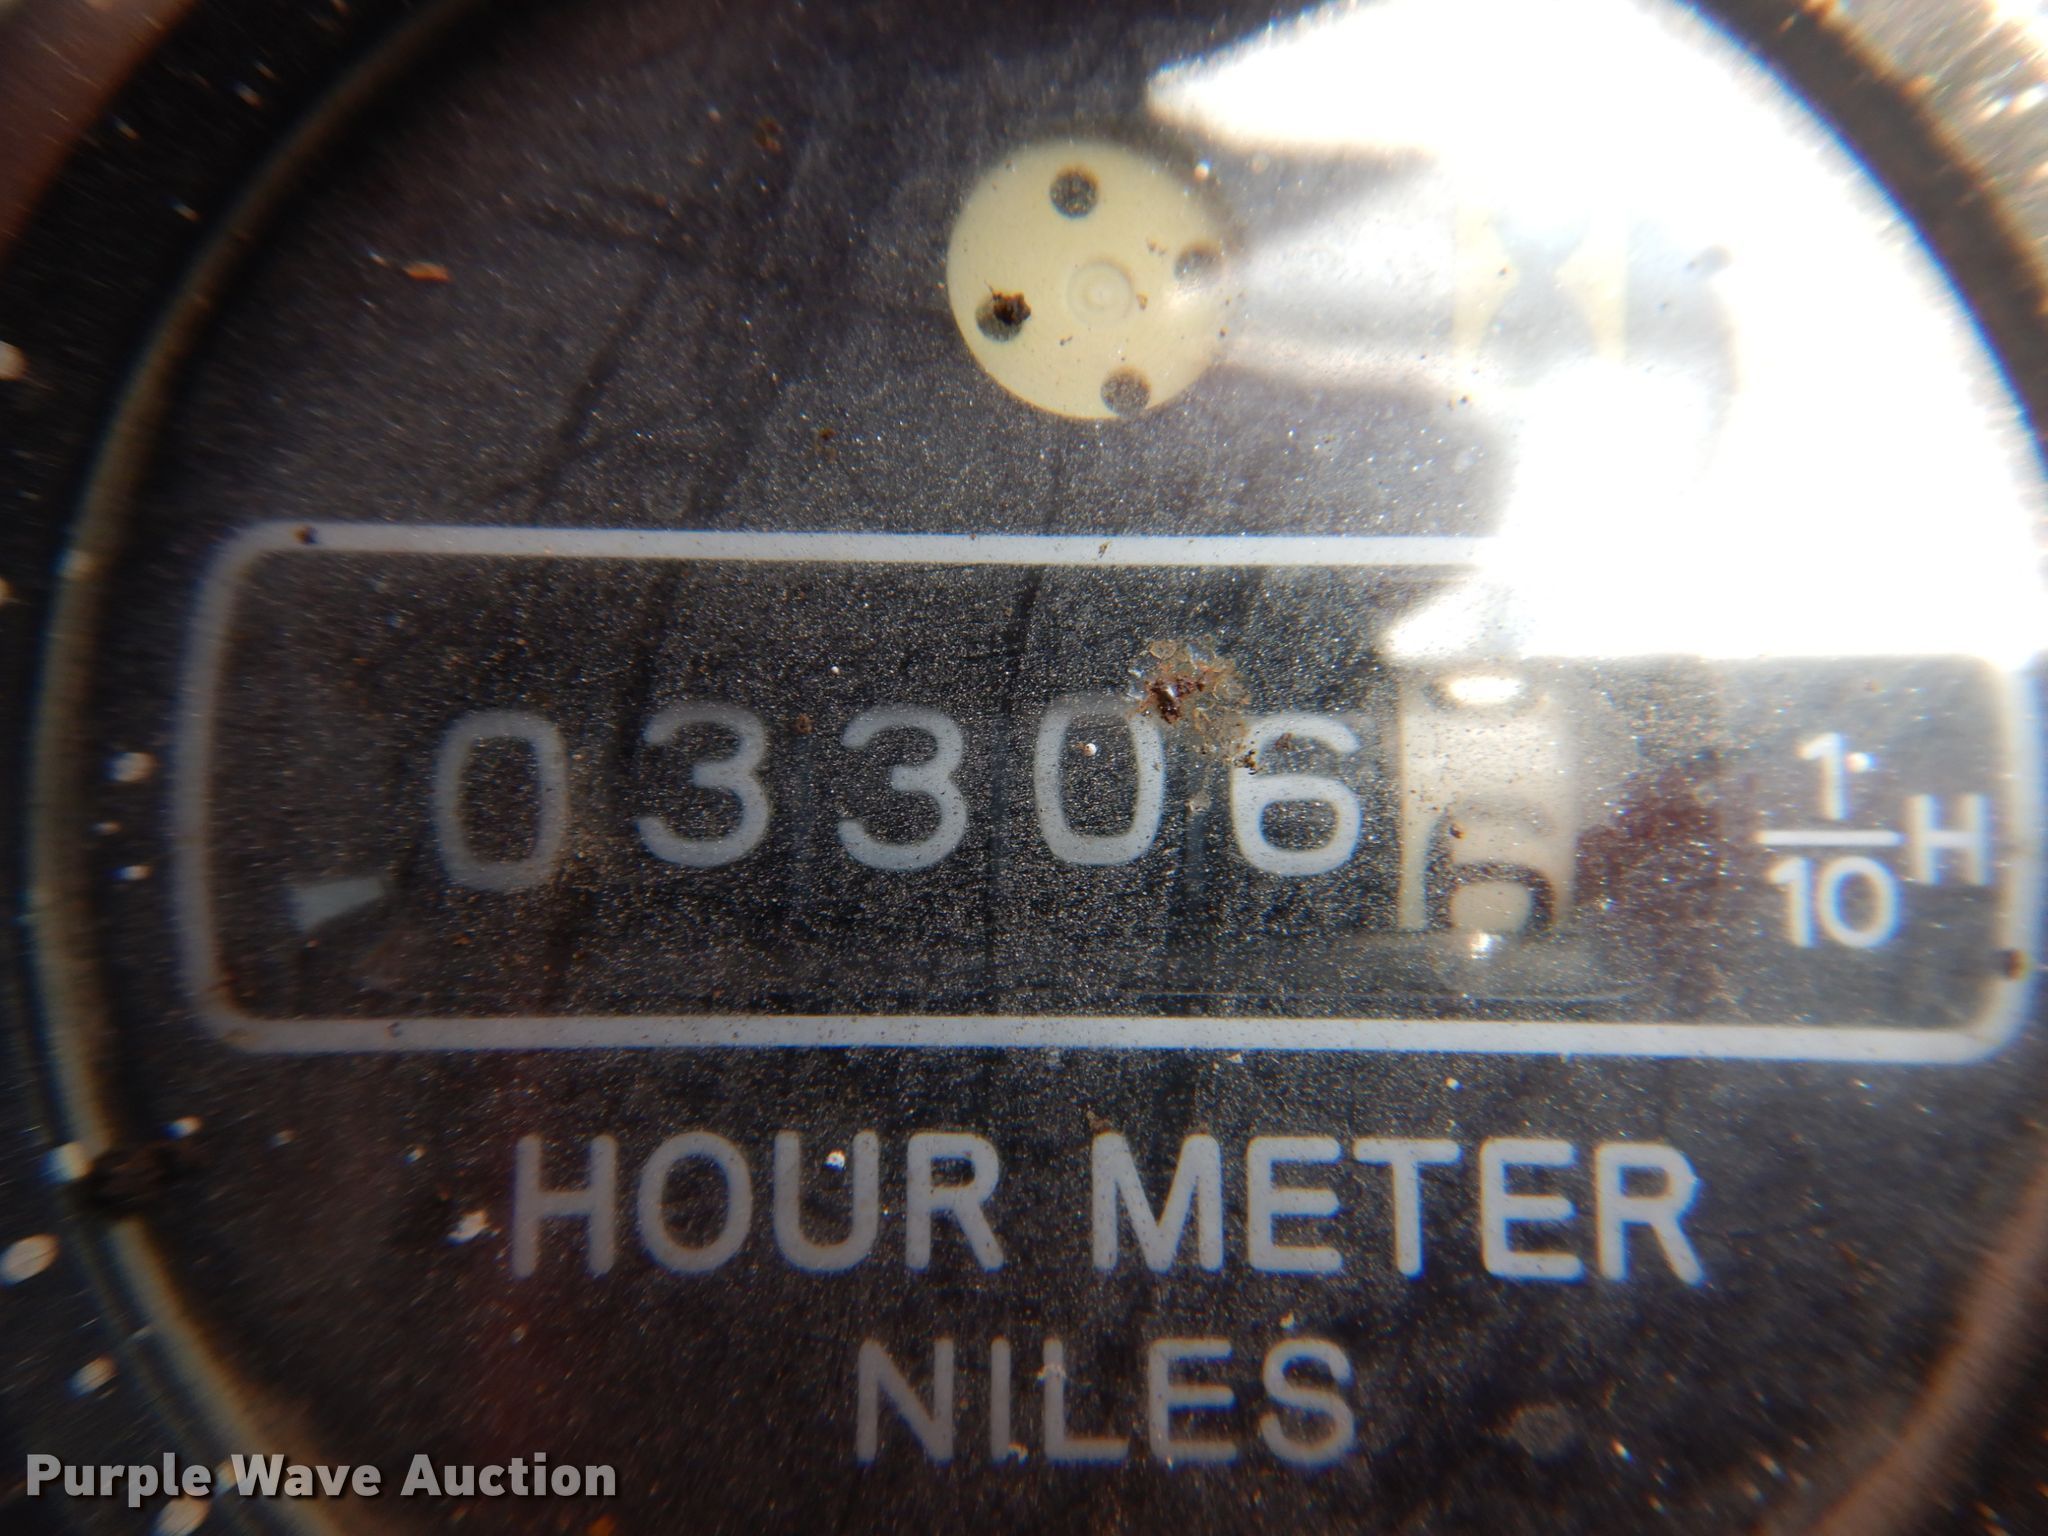 03306
1/10 H
HOUR METER
NILES
Purple Wave Auction